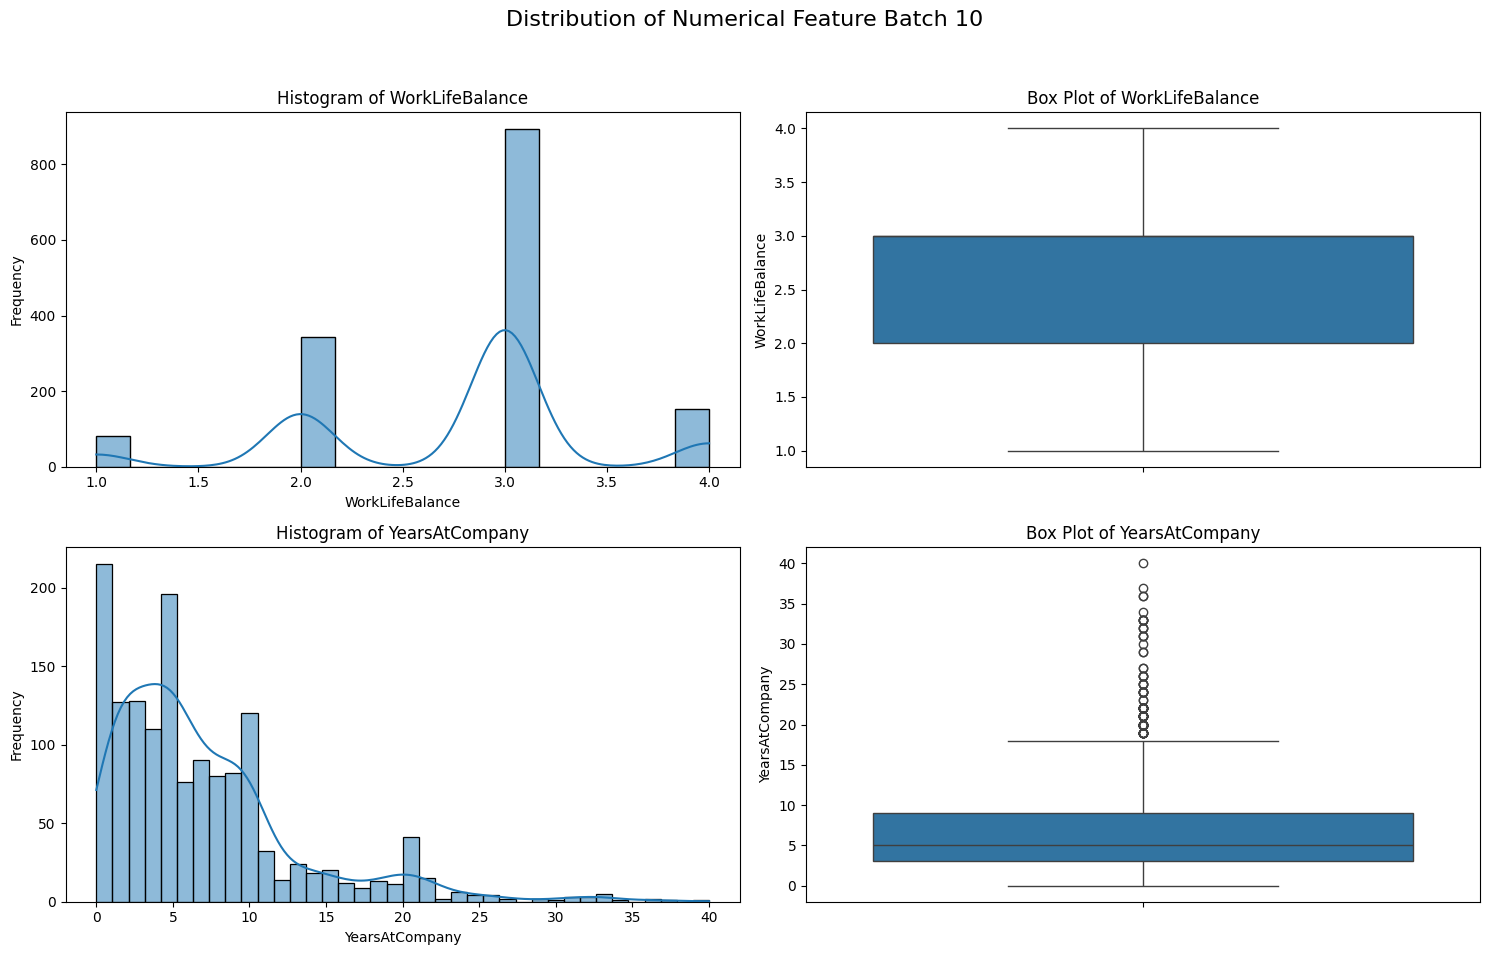 Distribution of Numerical Feature Batch 10
Histogram of WorkLifeBalance
Frequency
800
600
400
200
0
1.0 1.5 2.0 2.5 3.0 3.5 4.0
WorkLifeBalance
Box Plot of WorkLifeBalance
WorkLifeBalance
4.0
3.5
3.0
2.5
2.0
1.5
1.0
Histogram of YearsAtCompany
Frequency
200
150
100
50
0
0 5 10 15 20 25 30 35 40
YearsAtCompany
Box Plot of YearsAtCompany
YearsAtCompany
40
35
30
25
20
15
10
5
0